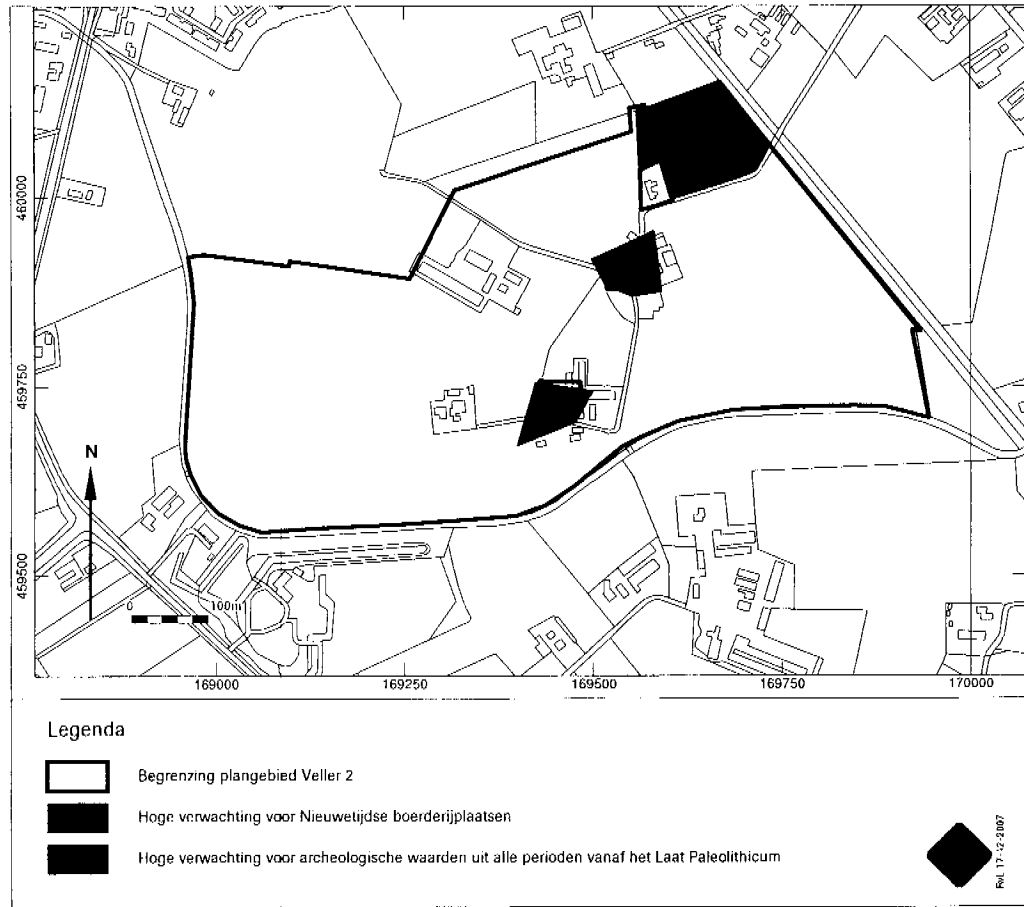 460000
459750
459500
N
0 100m
169000 169250 169500 169750 170000
Legenda
Begrenzing plangebied Veller 2
Hoge verwachting voor Nieuwetijdse boerderijplaatsen
Hoge verwachting voor archeologische waarden uit alle perioden vanaf het Laat Paleolithicum
RvL 17-12-2007